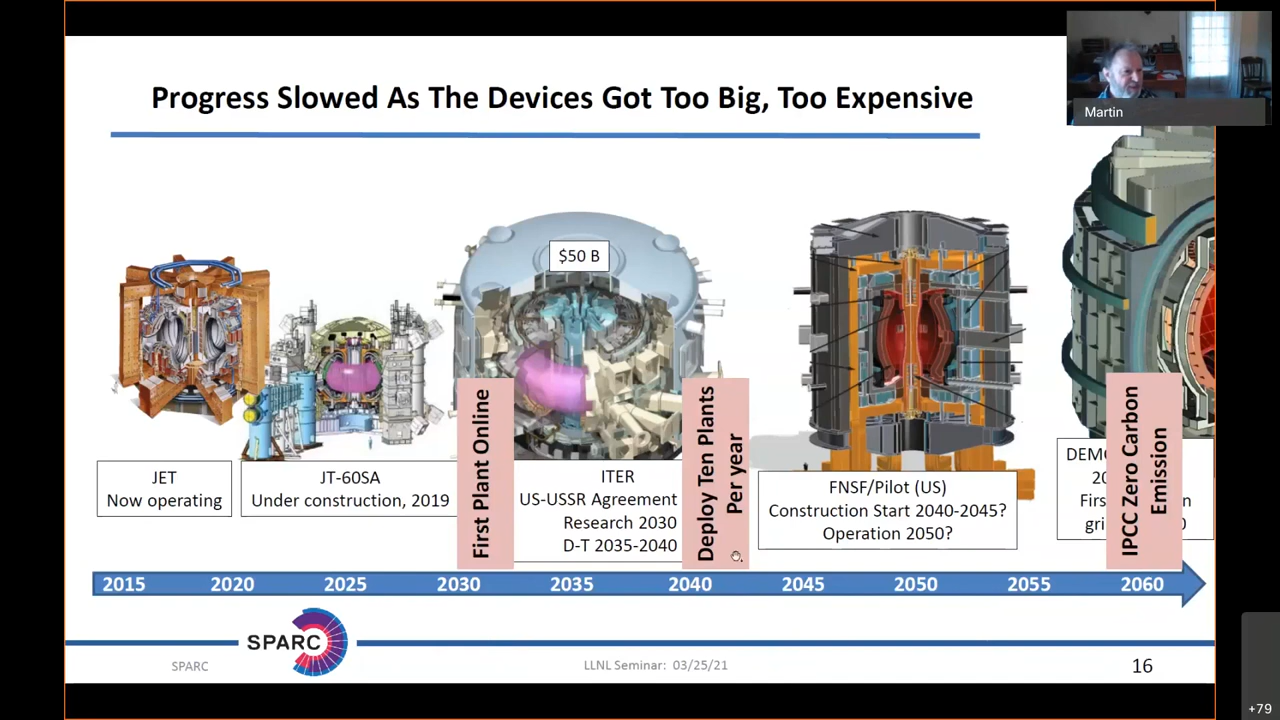 Progress Slowed As The Devices Got Too Big, Too Expensive
Martin
$50 B
JET
Now operating
JT-60SA
Under construction, 2019
First Plant Online
ITER
US-USSR Agreement
Research 2030
D-T 2035-2040
Deploy Ten Plants
Per year
FNSF/Pilot (US)
Construction Start 2040-2045?
Operation 2050?
IPCC Zero Carbon
Emission
2015 2020 2025 2030 2035 2040 2045 2050 2055 2060
SPARC
SPARC
LLNL Seminar: 03/25/21
16
+79